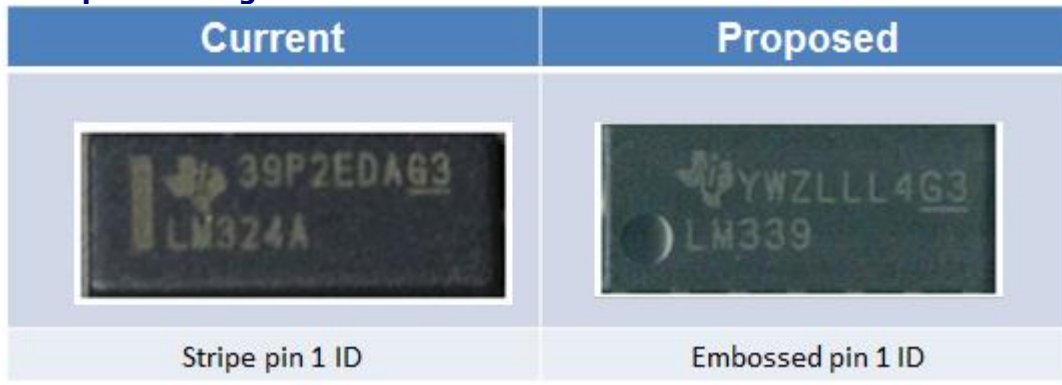 Current
Proposed
39P2EDAG3
LM324A
YWZLLL4G3
LM339
Stripe pin 1 ID
Embossed pin 1 ID